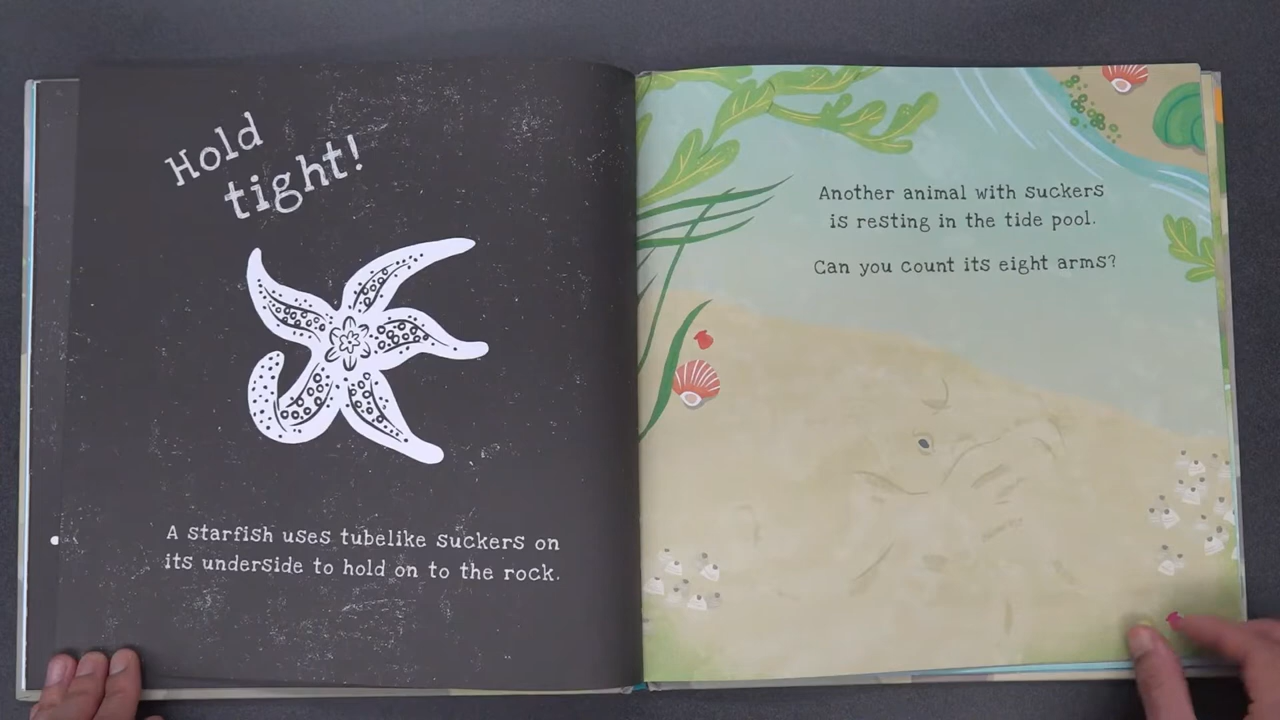 Hold
tight!
A starfish uses tubelike suckers on
its underside to hold on to the rock.
Another animal with suckers
is resting in the tide pool.
Can you count its eight arms?